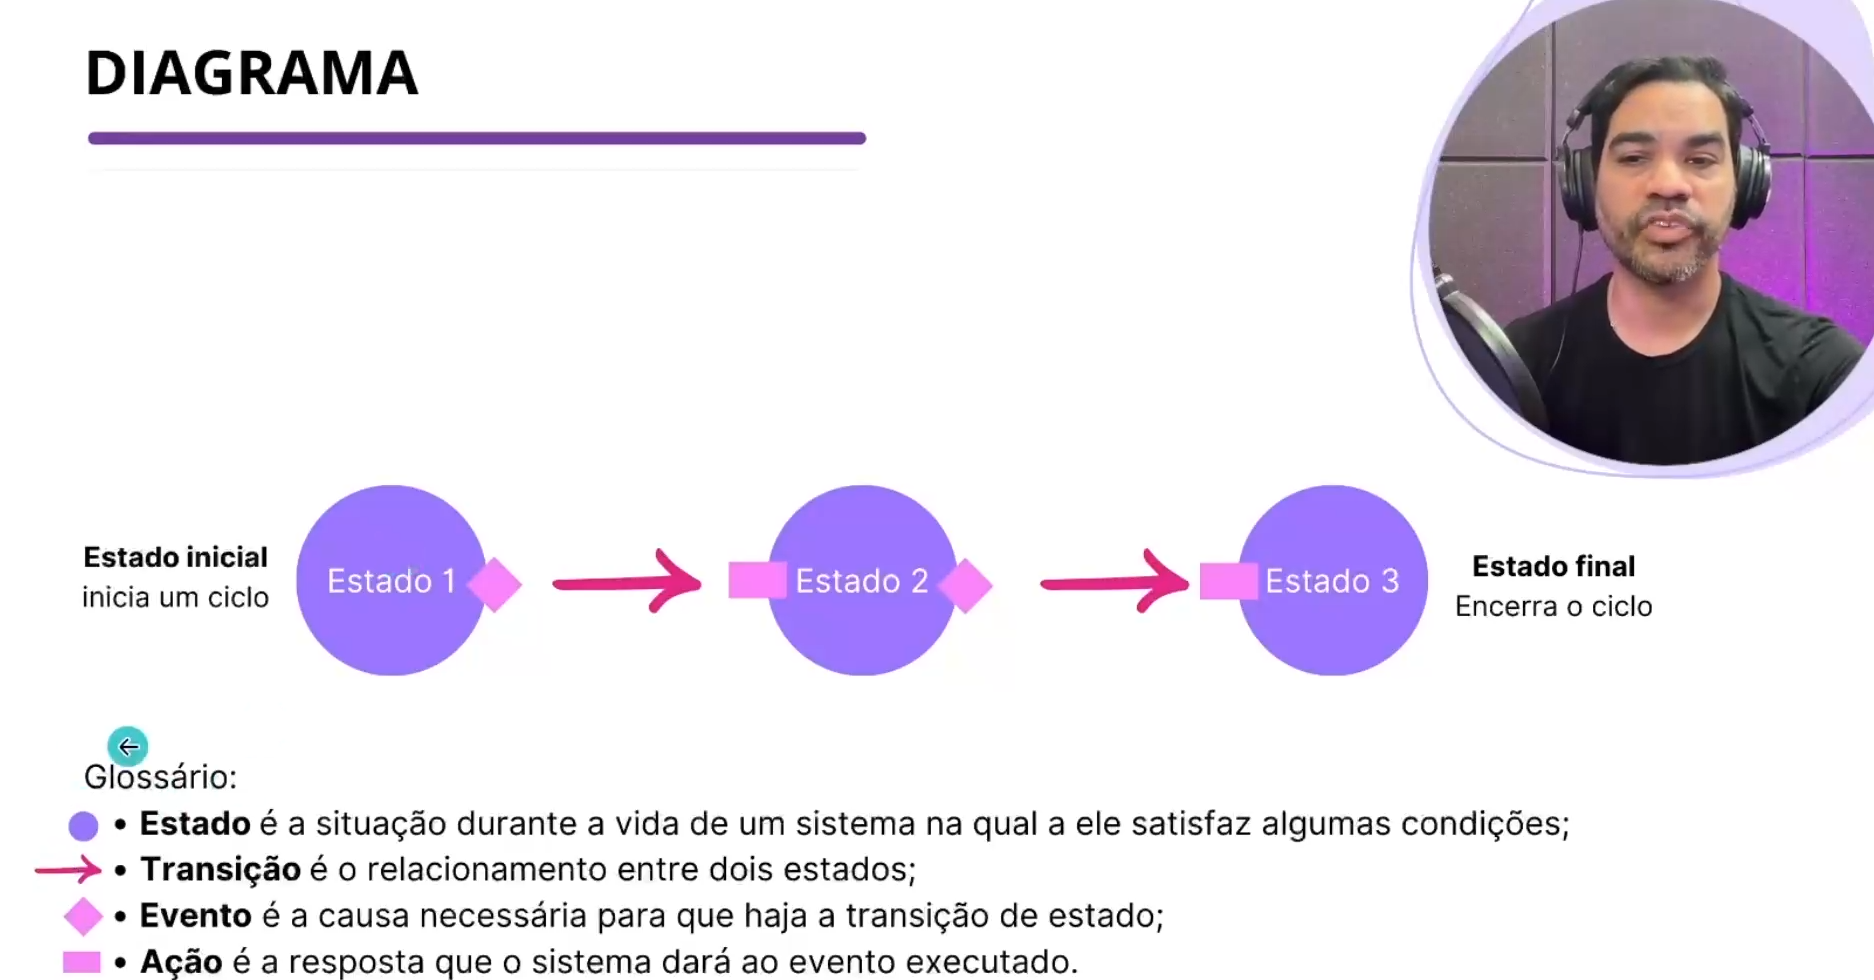 DIAGRAMA
Estado inicial
inicia um ciclo
Estado 1
Estado 2
Estado 3
Estado final
Encerra o ciclo
Glossário:
• Estado é a situação durante a vida de um sistema na qual a ele satisfaz algumas condições;
• Transição é o relacionamento entre dois estados;
• Evento é a causa necessária para que haja a transição de estado;
• Ação é a resposta que o sistema dará ao evento executado.